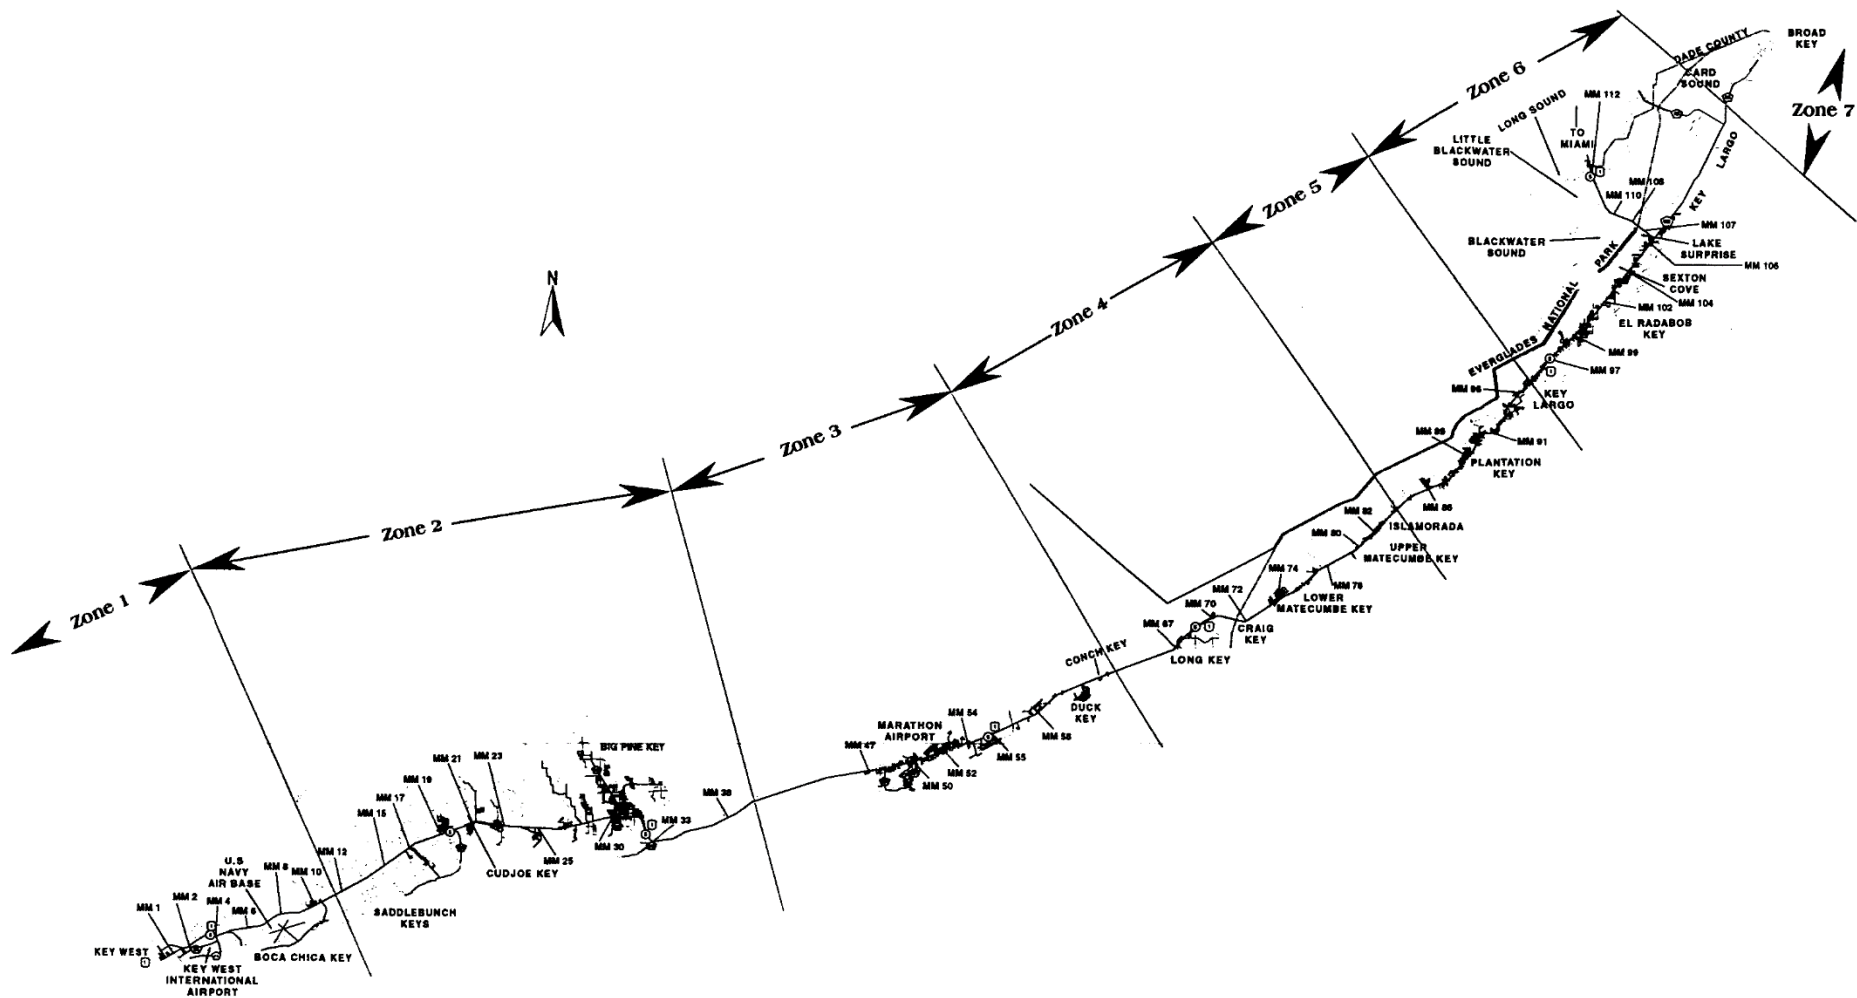 Zone 6
DADE COUNTY
BROAD
KEY
CARD
SOUND
Zone 7
MM 112
LONG SOUND
TO
MIAMI
LITTLE
BLACKWATER
SOUND
LARGO
KEY
MM 108
MM 110
MM 107
LAKE
SURPRISE
MM 106
BLACKWATER
SOUND
PARK
NATIONAL
EVERGLADES
SEXTON
COVE
MM 104
MM 102
EL RADABOB
KEY
MM 99
MM 97
KEY
LARGO
MM 91
PLANTATION
KEY
MM 86
ISLAMORADA
MM 82
MM 80
UPPER
MATECUMBE KEY
MM 74
LOWER
MATECUMBE KEY
MM 72
MM 70
CRAIG
KEY
MM 67
LONG KEY
Zone 5
Zone 4
N
Zone 3
Zone 2
Zone 1
CONCH KEY
DUCK
KEY
MM 58
MM 54
MM 55
MARATHON
AIRPORT
MM 47
MM 52
MM 50
MM 38
BIG PINE KEY
MM 33
MM 30
MM 25
MM 23
MM 21
MM 19
MM 17
MM 15
CUDJOE KEY
SADDLEBUNCH
KEYS
MM 12
MM 10
MM 8
U.S
NAVY
AIR BASE
MM 6
MM 4
MM 2
MM 1
BOCA CHICA KEY
KEY WEST
KEY WEST
INTERNATIONAL
AIRPORT